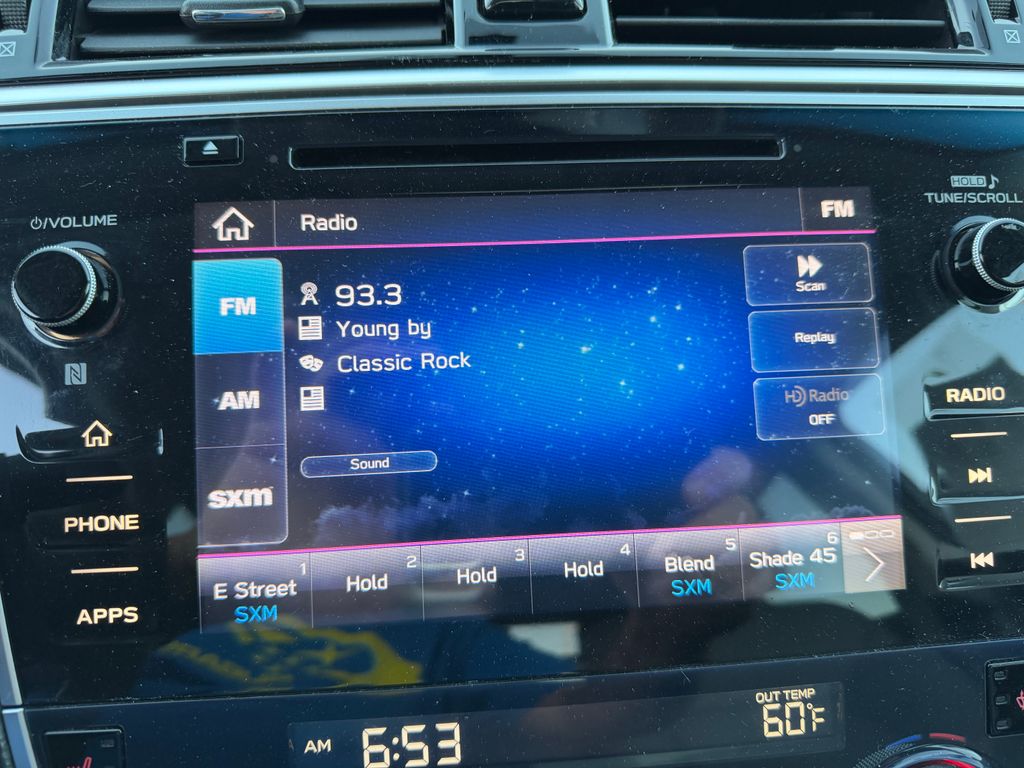 ⏻/VOLUME
HOLD ♪
TUNE/SCROLL
Radio
FM
FM
AM
sxm
93.3
Young by
Classic Rock
Sound
Scan
Replay
HD Radio
OFF
1
E Street
SXM
2
Hold
3
Hold
4
Hold
5
Blend
SXM
6
Shade 45
SXM
PHONE
APPS
RADIO
AM 6:53
OUT TEMP
60°F